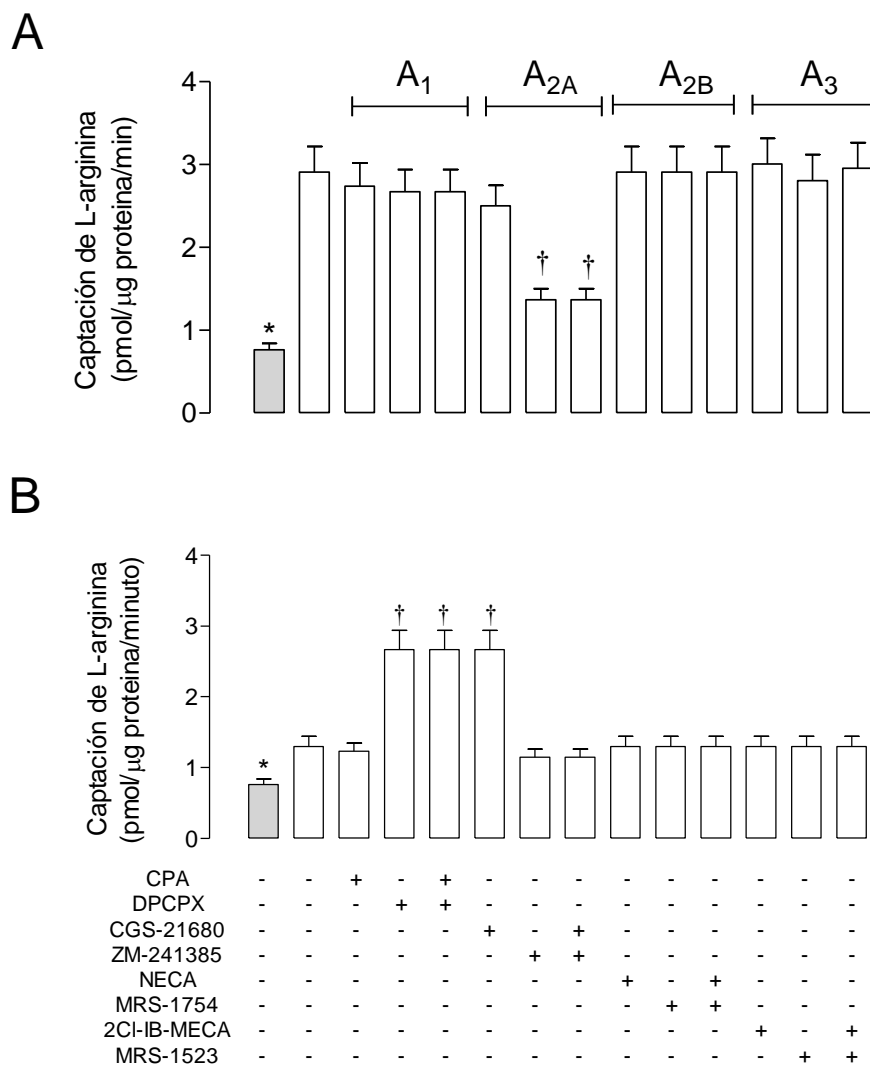 A
A1 A2A A2B A3
Captación de L-arginina
(pmol/μg proteina/min)
4
3
2
1
0
* † †
B
Captación de L-arginina
(pmol/μg proteina/minuto)
4
3
2
1
0
* † † †
CPA - - + - + - - - - - - - - -
DPCPX - - - + + - - - - - - - - -
CGS-21680 - - - - - + - + - - - - - -
ZM-241385 - - - - - - + + - - - - - -
NECA - - - - - - - - + - + - - -
MRS-1754 - - - - - - - - - + + - - -
2Cl-IB-MECA - - - - - - - - - - - + - +
MRS-1523 - - - - - - - - - - - - + +